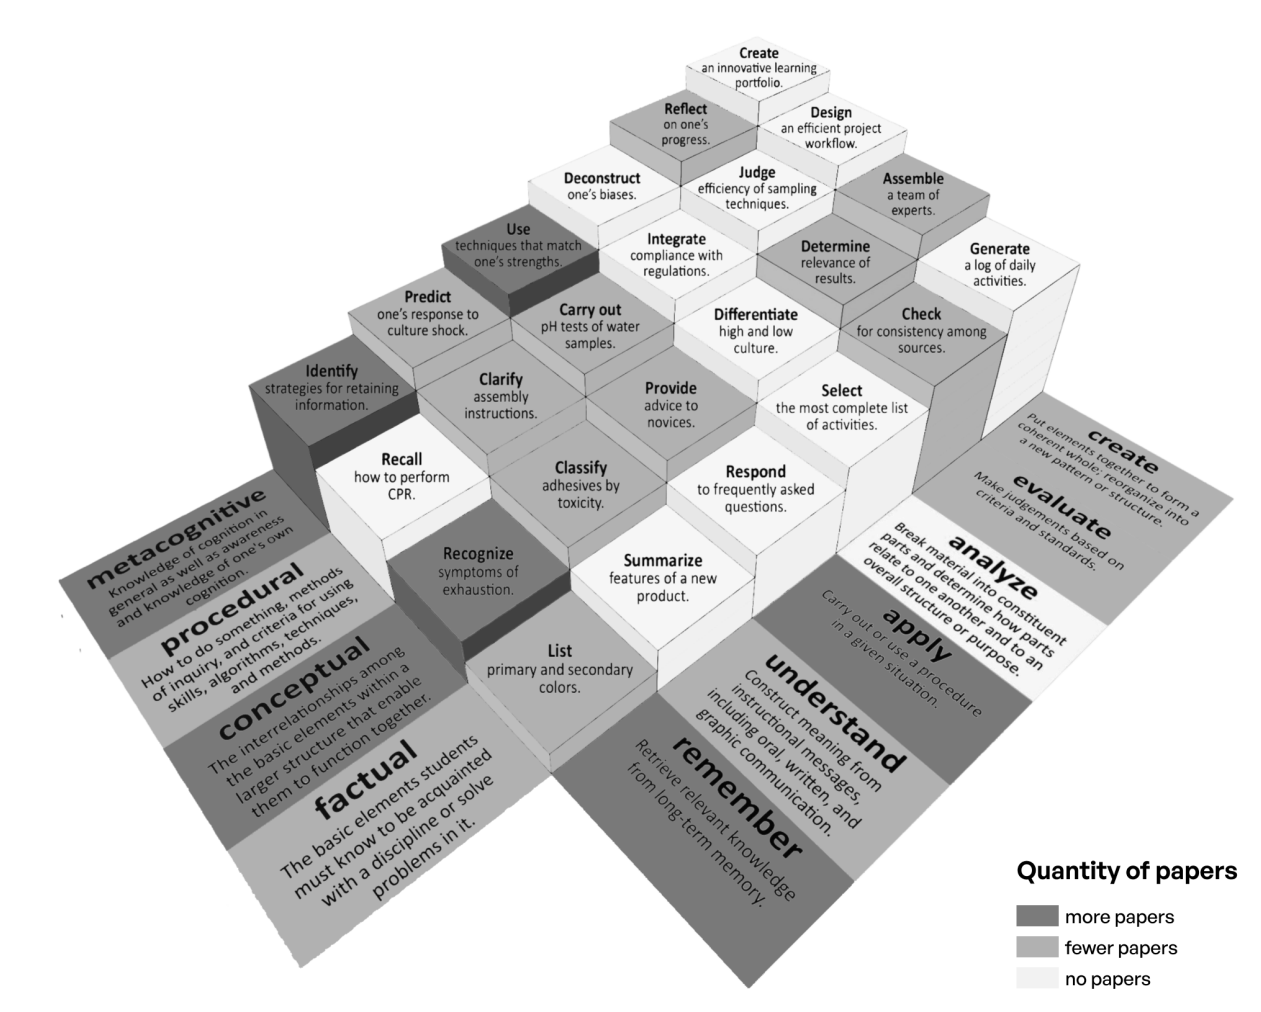 Create
an innovative learning
portfolio.
Reflect
on one's
progress.
Design
an efficient project
workflow.
Deconstruct
one's biases.
Judge
efficiency of sampling
techniques.
Assemble
a team of
experts.
Use
techniques that match
one's strengths.
Integrate
compliance with
regulations.
Determine
relevance of
results.
Generate
a log of daily
activities.
Predict
one's response to
culture shock.
Carry out
pH tests of water
samples.
Differentiate
high and low
culture.
Check
for consistency among
sources.
Identify
strategies for retaining
information.
Clarify
assembly
instructions.
Provide
advice to
novices.
Select
the most complete list
of activities.
Recall
how to perform
CPR.
Classify
adhesives by
toxicity.
Respond
to frequently asked
questions.
Recognize
symptoms of
exhaustion.
Summarize
features of a new
product.
List
primary and secondary
colors.
metacognitive
Knowledge of cognition in
general as well as awareness
and knowledge of one's own
cognition.
procedural
How to do something, methods
of inquiry, and criteria for using
skills, algorithms, techniques,
and methods.
conceptual
The interrelationships among
the basic elements within a
larger structure that enable
them to function together.
factual
The basic elements students
must know to be acquainted
with a discipline or solve
problems in it.
remember
Retrieve relevant knowledge
from long-term memory.
understand
Construct meaning from
instructional messages,
including oral, written, and
graphic communication.
apply
Carry out or use a procedure
in a given situation.
analyze
Break material into constituent
parts and determine how parts
relate to one another and to an
overall structure or purpose.
evaluate
Make judgements based on
criteria and standards.
create
Put elements together to form a
coherent whole; reorganize into
a new pattern or structure.
Quantity of papers
more papers
fewer papers
no papers